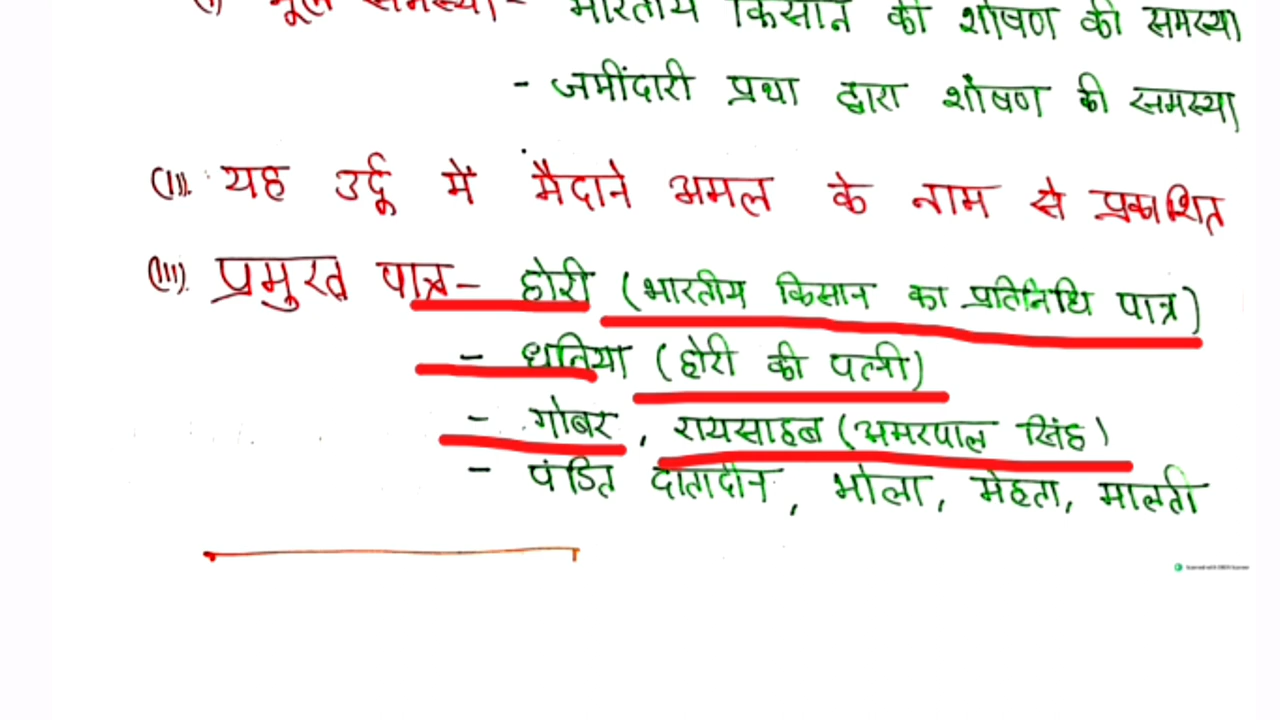 (i) मूल समस्या - भारतीय किसान की शोषण की समस्या
- जमींदारी प्रथा द्वारा शोषण की समस्या
(ii). यह उर्दू में मैदाने अमल के नाम से प्रकाशित
(iii) प्रमुख पात्र- होरी (भारतीय किसान का प्रतिनिधि पात्र)
- धनिया (होरी की पत्नी)
- गोबर, रायसाहब (अमरपाल सिंह)
- पंडित दातादीन, भोला, मेहता, मालती